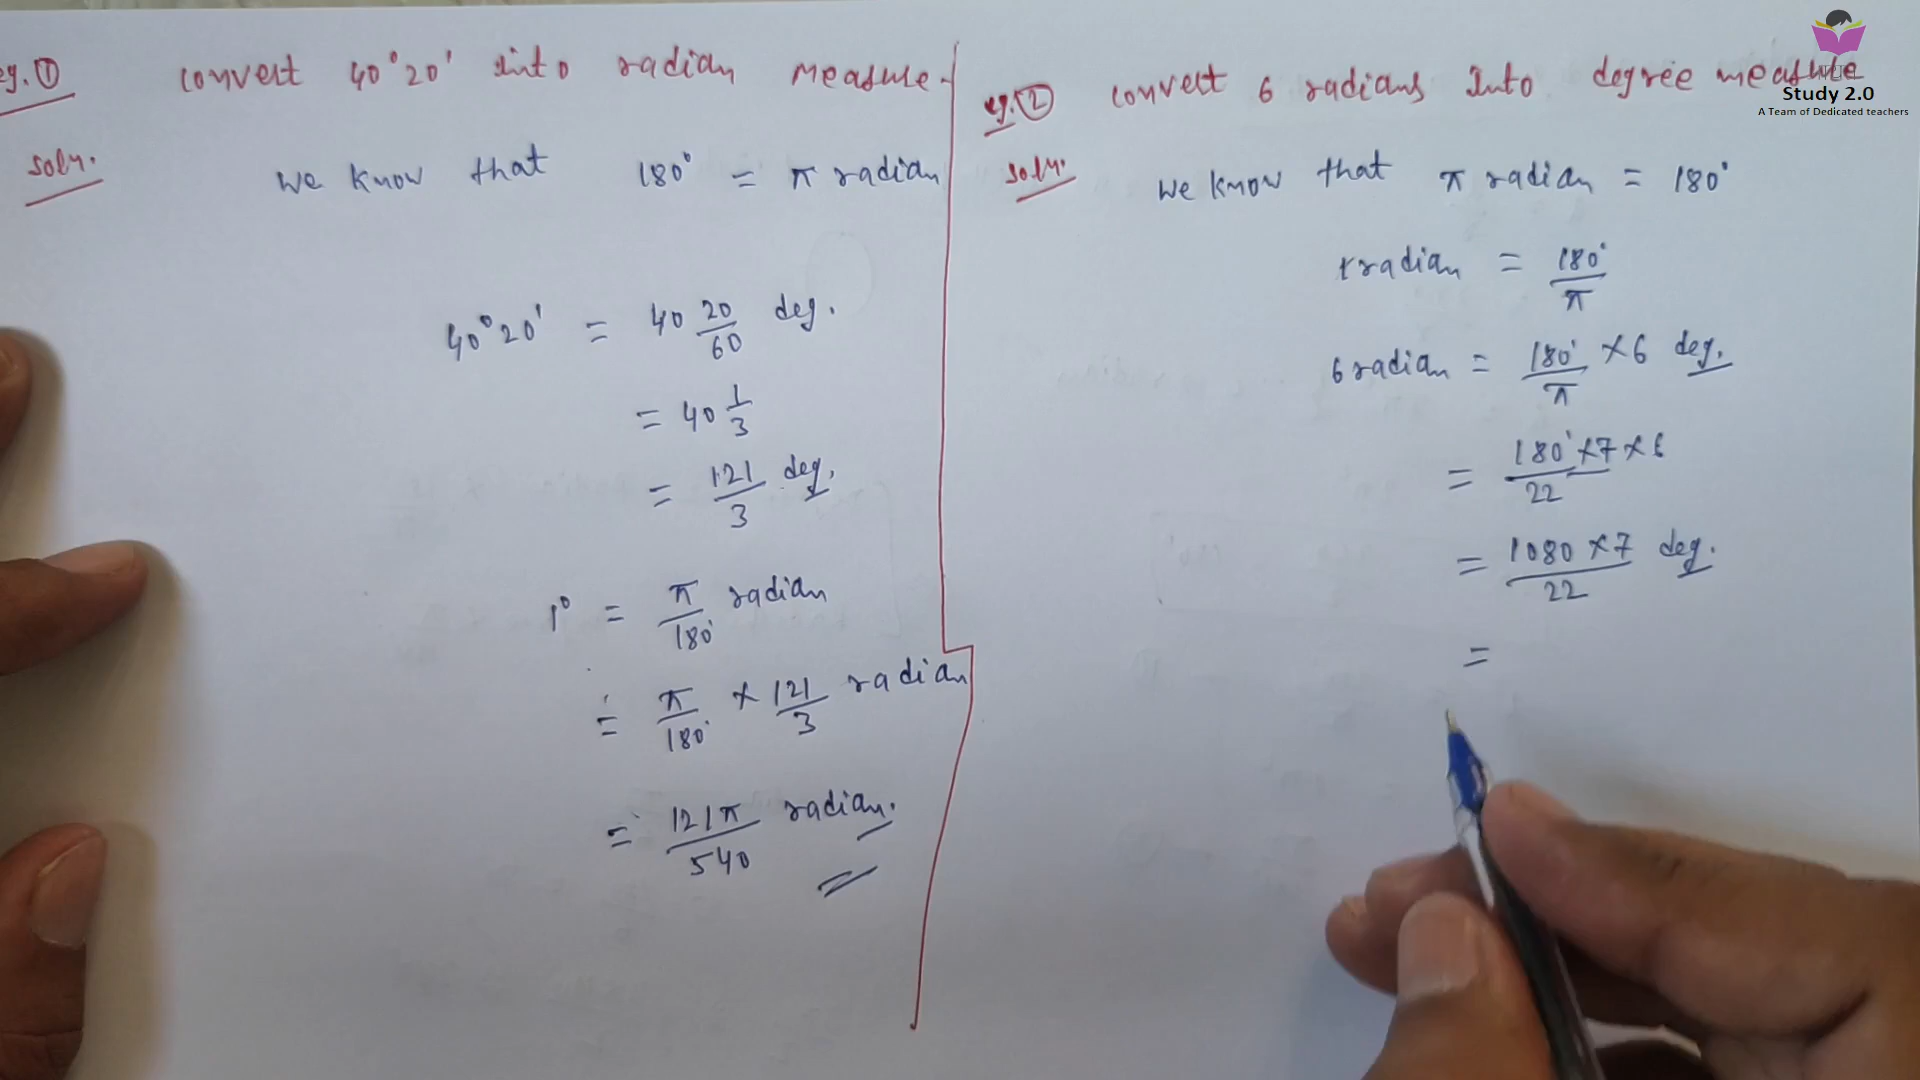 eg.① convert 40°20' into radian measure.
soln.
we know that 180° = π radian
40°20' = 40 20/60 deg.
= 40 1/3
= 121/3 deg.
1° = π/180° radian
= π/180° × 121/3 radian
= 121π/540 radian.
eg.② convert 6 radians into degree measure
soln.
we know that π radian = 180°
1 radian = 180°/π
6 radian = 180°/π × 6 deg.
= 180° × 7 × 6/22
= 1080 × 7/22 deg.
=
Study 2.0
A Team of Dedicated teachers